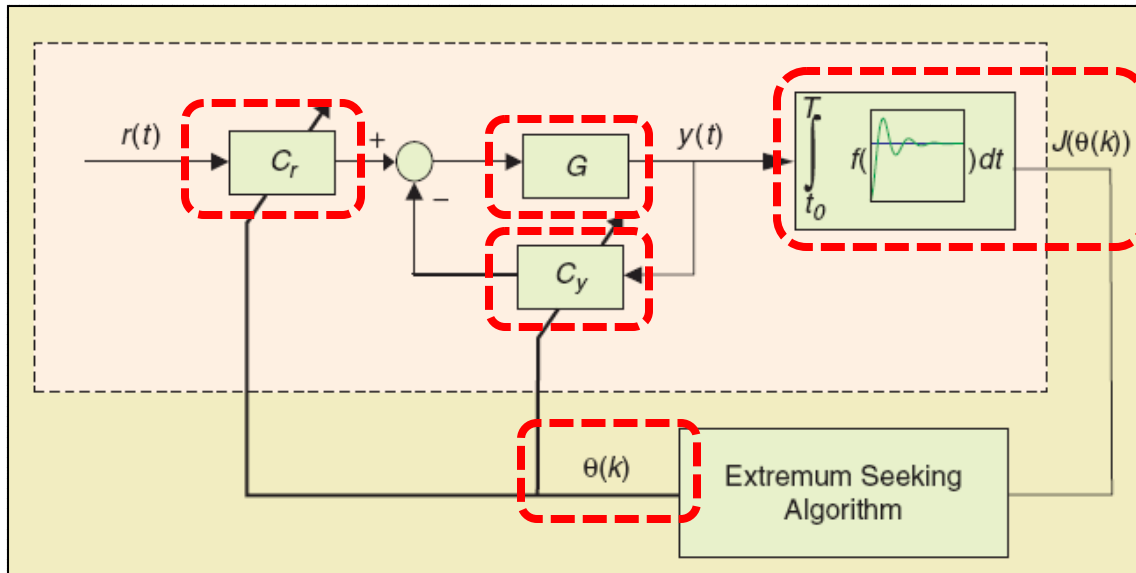 r(t)
C_r
+
−
G
y(t)
T
∫
t_0
f( ) dt
J(θ(k))
C_y
θ(k)
Extremum Seeking
Algorithm